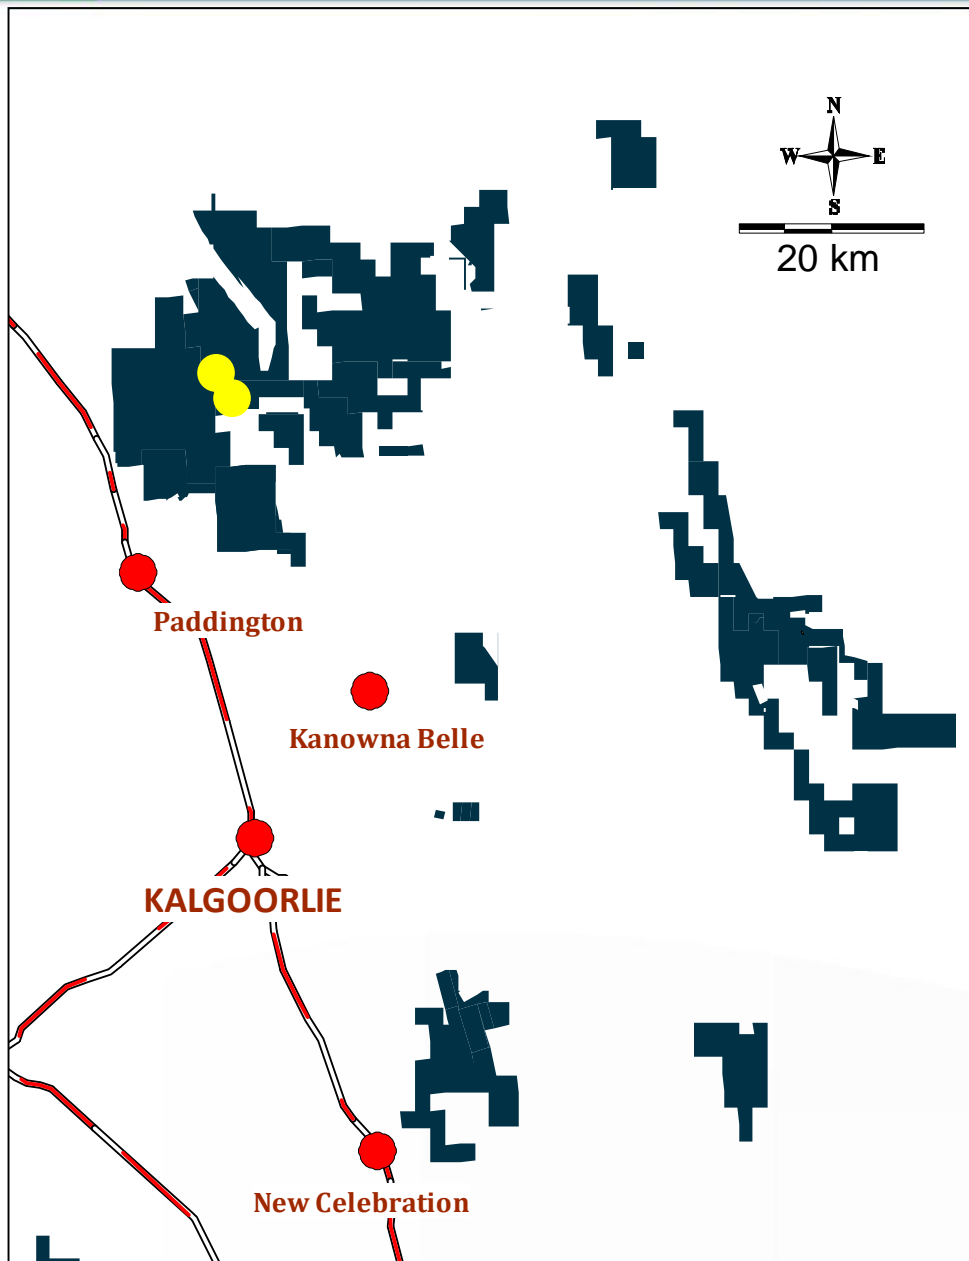 N
W E
S
20 km
Paddington
Kanowna Belle
KALGOORLIE
New Celebration